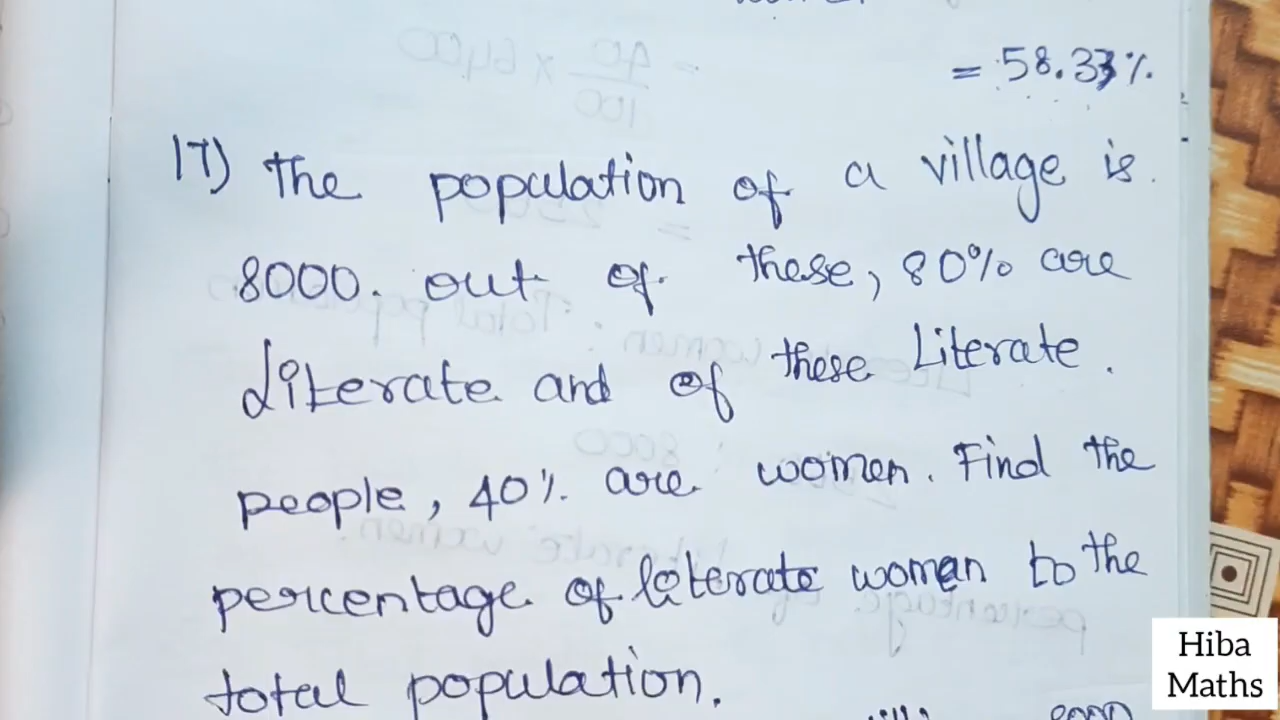 = 58.33%
17) The population of a village is
8000. out of these, 80% are
Literate and of these Literate.
people, 40% are women. Find the
percentage of literate women to the
total population.
Hiba
Maths